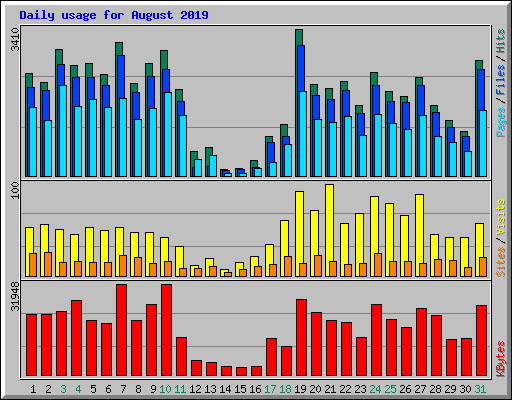 Daily usage for August 2019
3410
Pages / Files / Hits
100
Sites / Visits
31948
KBytes
1 2 3 4 5 6 7 8 9 10 11 12 13 14 15 16 17 18 19 20 21 22 23 24 25 26 27 28 29 30 31